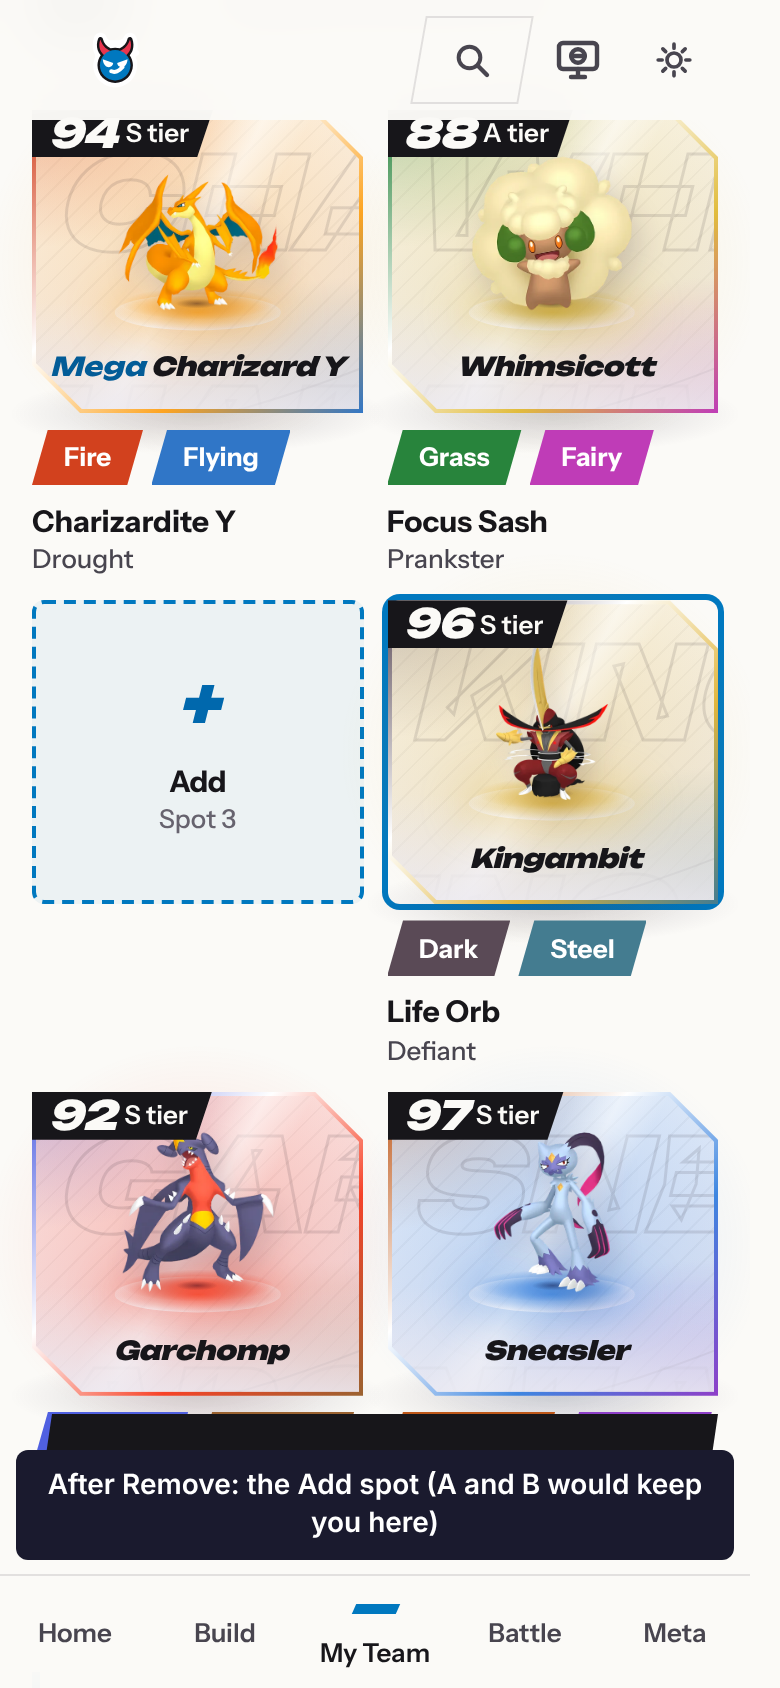 94 S tier
88 A tier
Mega Charizard Y
Whimsicott
Fire
Flying
Grass
Fairy
Charizardite Y
Drought
Focus Sash
Prankster
Add
Spot 3
96 S tier
Kingambit
Dark
Steel
Life Orb
Defiant
92 S tier
97 S tier
Garchomp
Sneasler
After Remove: the Add spot (A and B would keep
you here)
Home
Build
My Team
Battle
Meta